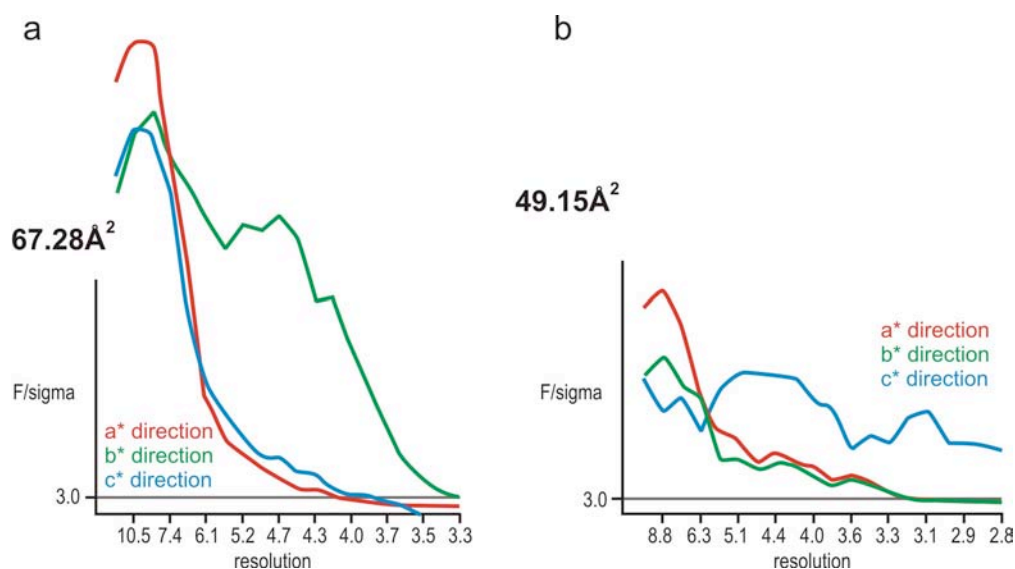 a
67.28Å²
F/sigma
a* direction
b* direction
c* direction
3.0
10.5 7.4 6.1 5.2 4.7 4.3 4.0 3.7 3.5 3.3
resolution
b
49.15Å²
a* direction
b* direction
c* direction
F/sigma
3.0
8.8 6.3 5.1 4.4 4.0 3.6 3.3 3.1 2.9 2.8
resolution